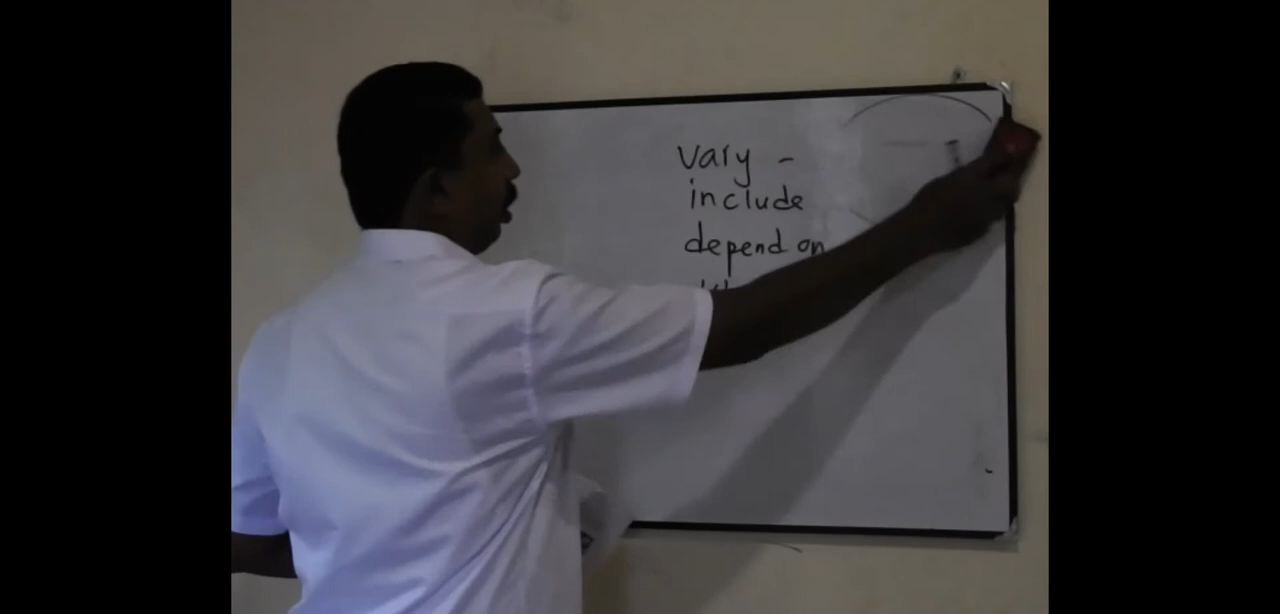 vary -
include
depend on